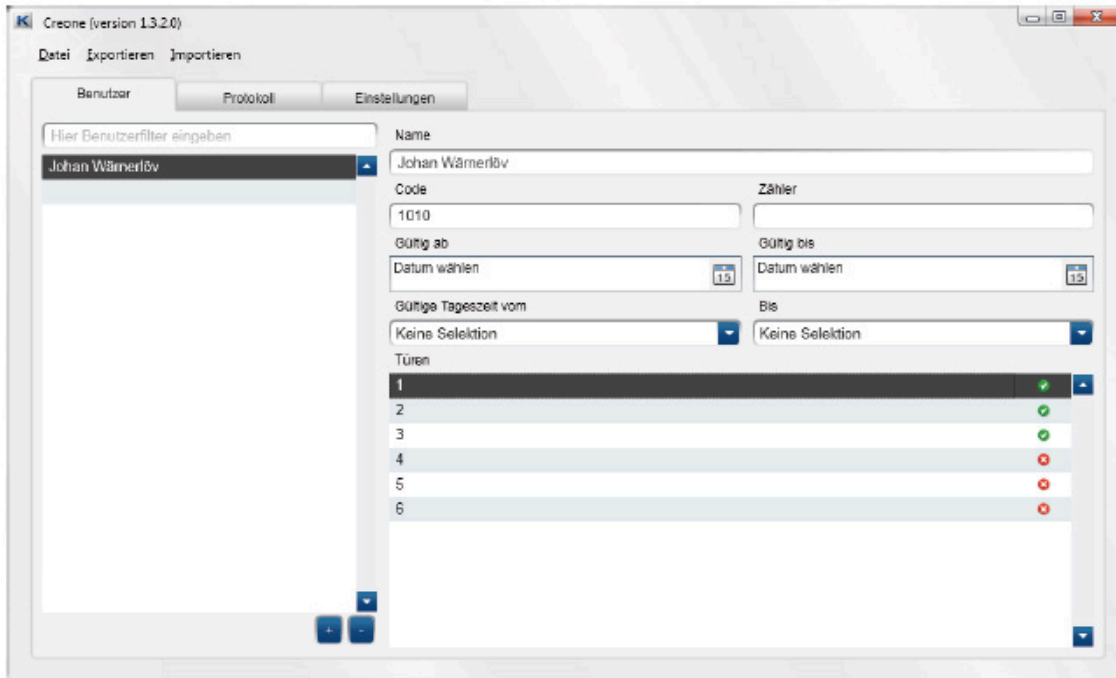 Creone (version 1.3.2.0)
Datei Exportieren Importieren
Benutzer Protokoll Einstellungen
Hier Benutzerfilter eingeben
Johan Wärnerlöv
Name
Johan Wärnerlöv
Code Zähler
1010
Gültig ab Gültig bis
Datum wählen 15 Datum wählen 15
Gültige Tageszeit vom Bis
Keine Selektion Keine Selektion
Türen
1
2
3
4
5
6
+ -